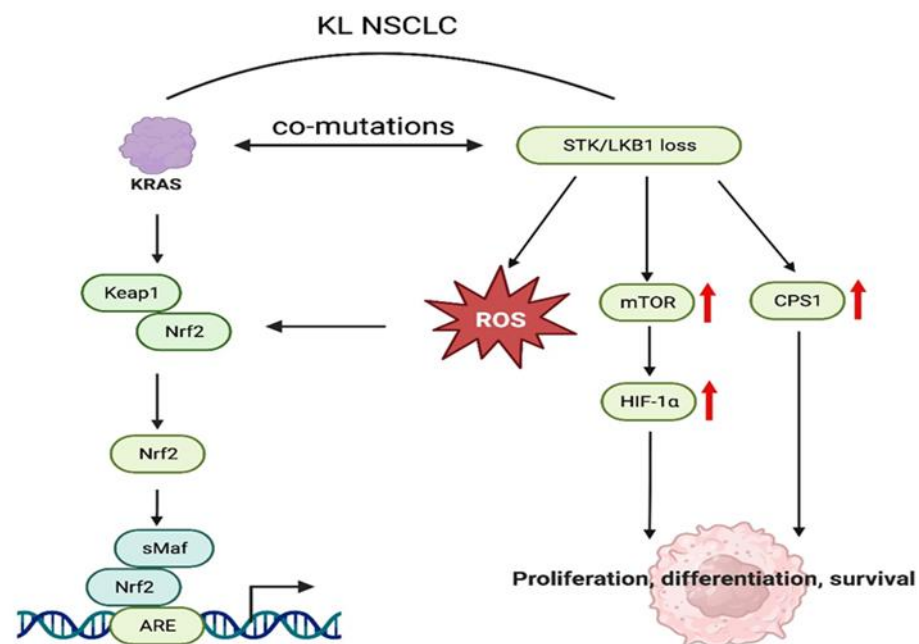 KL NSCLC
co-mutations
KRAS
STK/LKB1 loss
Keap1
Nrf2
ROS
mTOR
CPS1
HIF-1α
Nrf2
sMaf
Nrf2
ARE
Proliferation, differentiation, survival